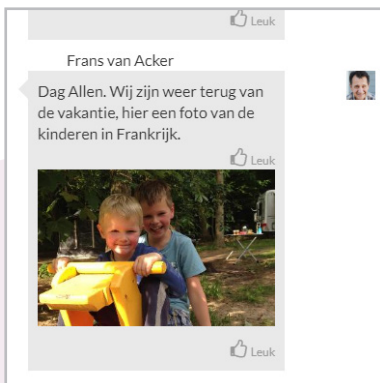 Leuk
Frans van Acker
Dag Allen. Wij zijn weer terug van
de vakantie, hier een foto van de
kinderen in Frankrijk.
Leuk
Leuk